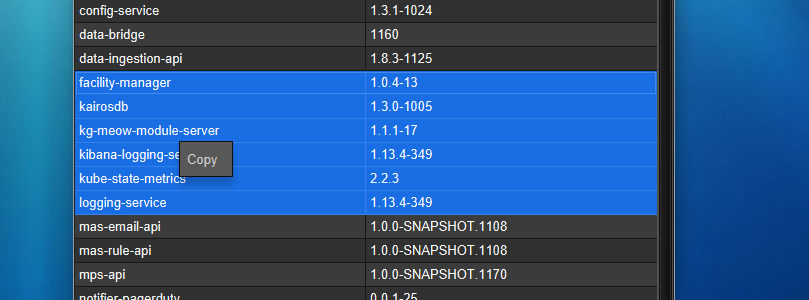 config-service 1.3.1-1024
data-bridge 1160
data-ingestion-api 1.8.3-1125
facility-manager 1.0.4-13
kairosdb 1.3.0-1005
kg-meow-module-server 1.1.1-17
kibana-logging-se 1.13.4-349
Copy
kube-state-metrics 2.2.3
logging-service 1.13.4-349
mas-email-api 1.0.0-SNAPSHOT.1108
mas-rule-api 1.0.0-SNAPSHOT.1108
mps-api 1.0.0-SNAPSHOT.1170
notifier-pagerduty 0.0.1-25